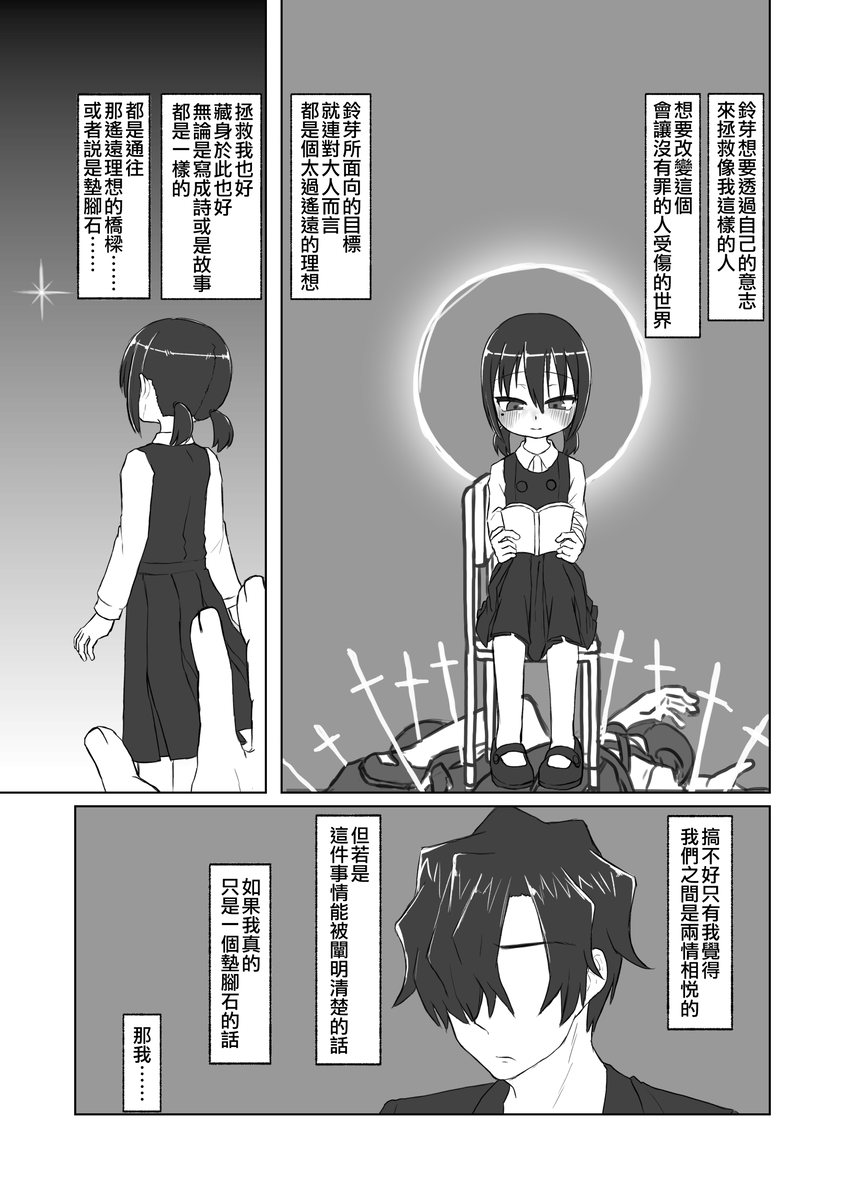 鈴芽想要透過自己的意志
來拯救像我這樣的人
想要改變這個
會讓沒有罪的人受傷的世界
鈴芽所面向的目標
就連對大人而言
都是個太過遙遠的理想
拯救我也好
藏身於此也好
無論是寫成詩或是故事
都是一樣的
都是通往
那遙遠理想的橋樑……
或者說是墊腳石……
搞不好只有我覺得
我們之間是兩情相悅的
但若是
這件事情能被闡明清楚的話
如果我真的
只是一個墊腳石的話
那我……